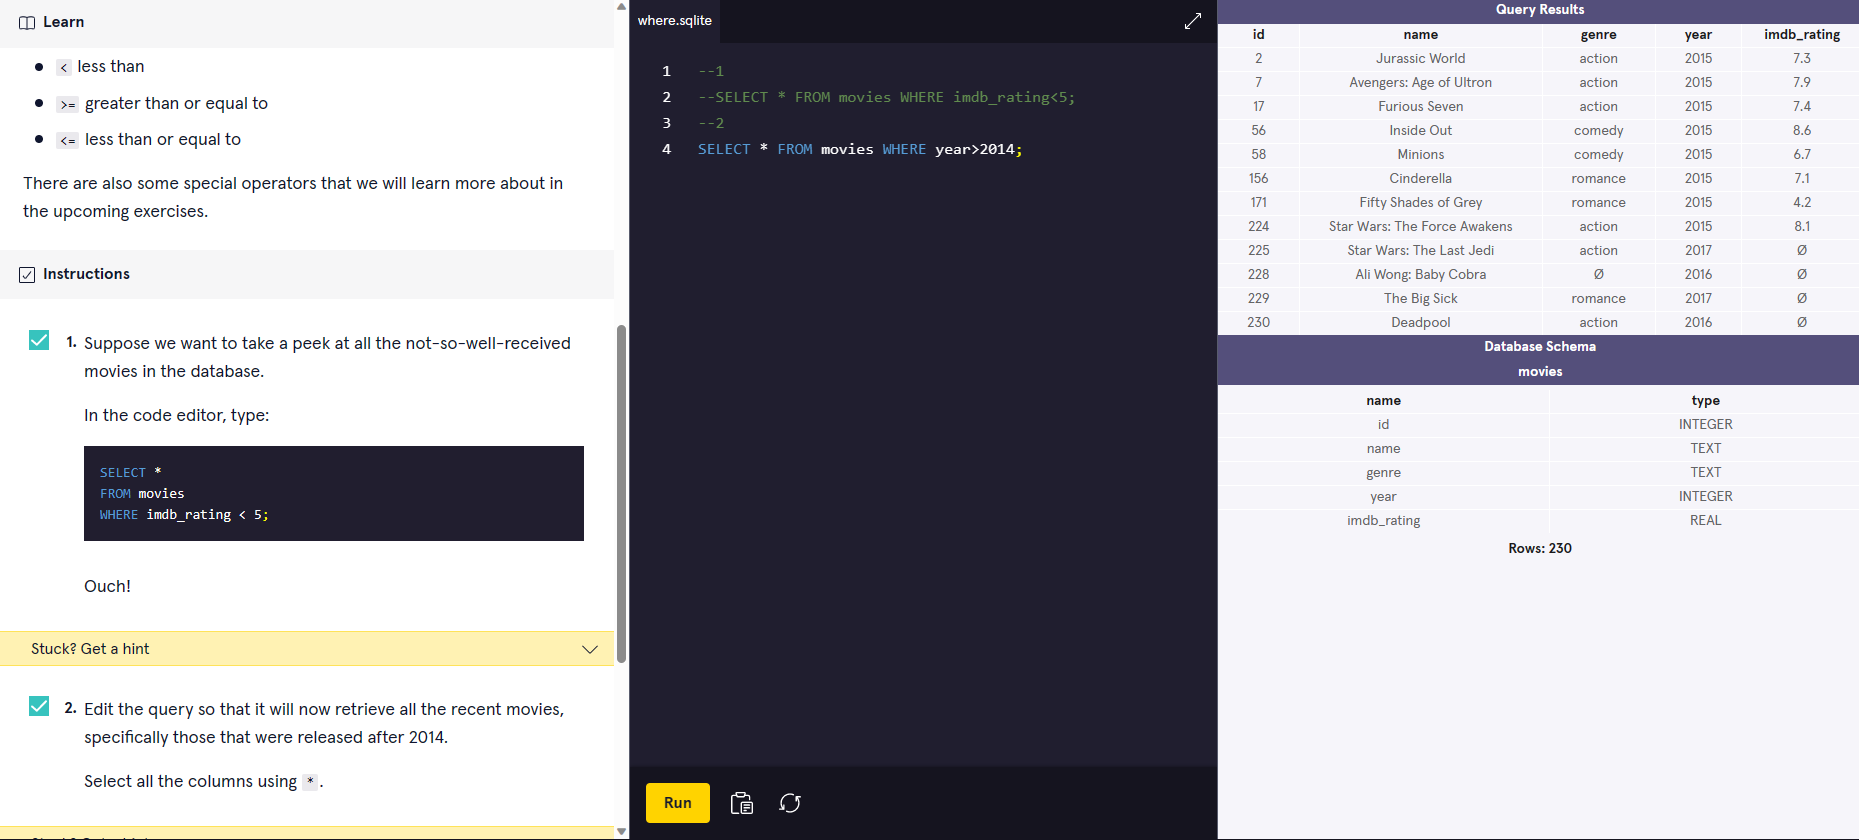 Learn
< less than
>= greater than or equal to
<= less than or equal to
There are also some special operators that we will learn more about in
the upcoming exercises.
Instructions
1. Suppose we want to take a peek at all the not-so-well-received
movies in the database.
In the code editor, type:
SELECT *
FROM movies
WHERE imdb_rating < 5;
Ouch!
Stuck? Get a hint
2. Edit the query so that it will now retrieve all the recent movies,
specifically those that were released after 2014.
Select all the columns using *.
where.sqlite
1 --1
2 --SELECT * FROM movies WHERE imdb_rating<5;
3 --2
4 SELECT * FROM movies WHERE year>2014;
Run
Query Results
id name genre year imdb_rating
2 Jurassic World action 2015 7.3
7 Avengers: Age of Ultron action 2015 7.9
17 Furious Seven action 2015 7.4
56 Inside Out comedy 2015 8.6
58 Minions comedy 2015 6.7
156 Cinderella romance 2015 7.1
171 Fifty Shades of Grey romance 2015 4.2
224 Star Wars: The Force Awakens action 2015 8.1
225 Star Wars: The Last Jedi action 2017 Ø
228 Ali Wong: Baby Cobra Ø 2016 Ø
229 The Big Sick romance 2017 Ø
230 Deadpool action 2016 Ø
Database Schema
movies
name type
id INTEGER
name TEXT
genre TEXT
year INTEGER
imdb_rating REAL
Rows: 230